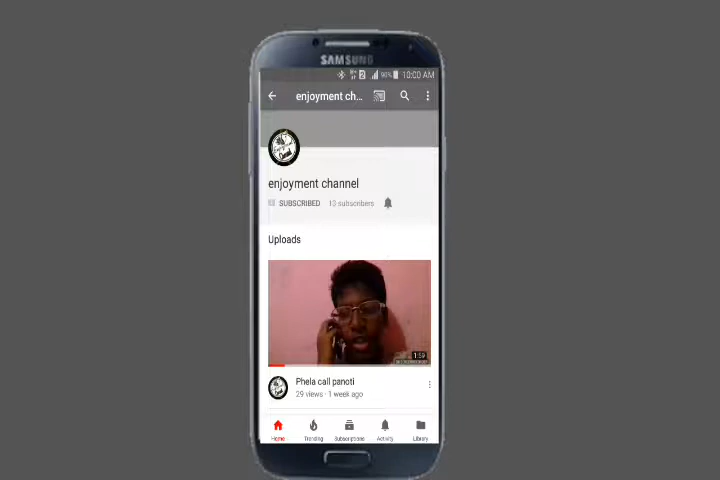 SAMSUNG
90% 10:00 AM
enjoyment ch...
enjoyment channel
SUBSCRIBED 13 subscribers
Uploads
1:59
Phela call panoti
29 views · 1 week ago
Home Trending Subscriptions Activity Library